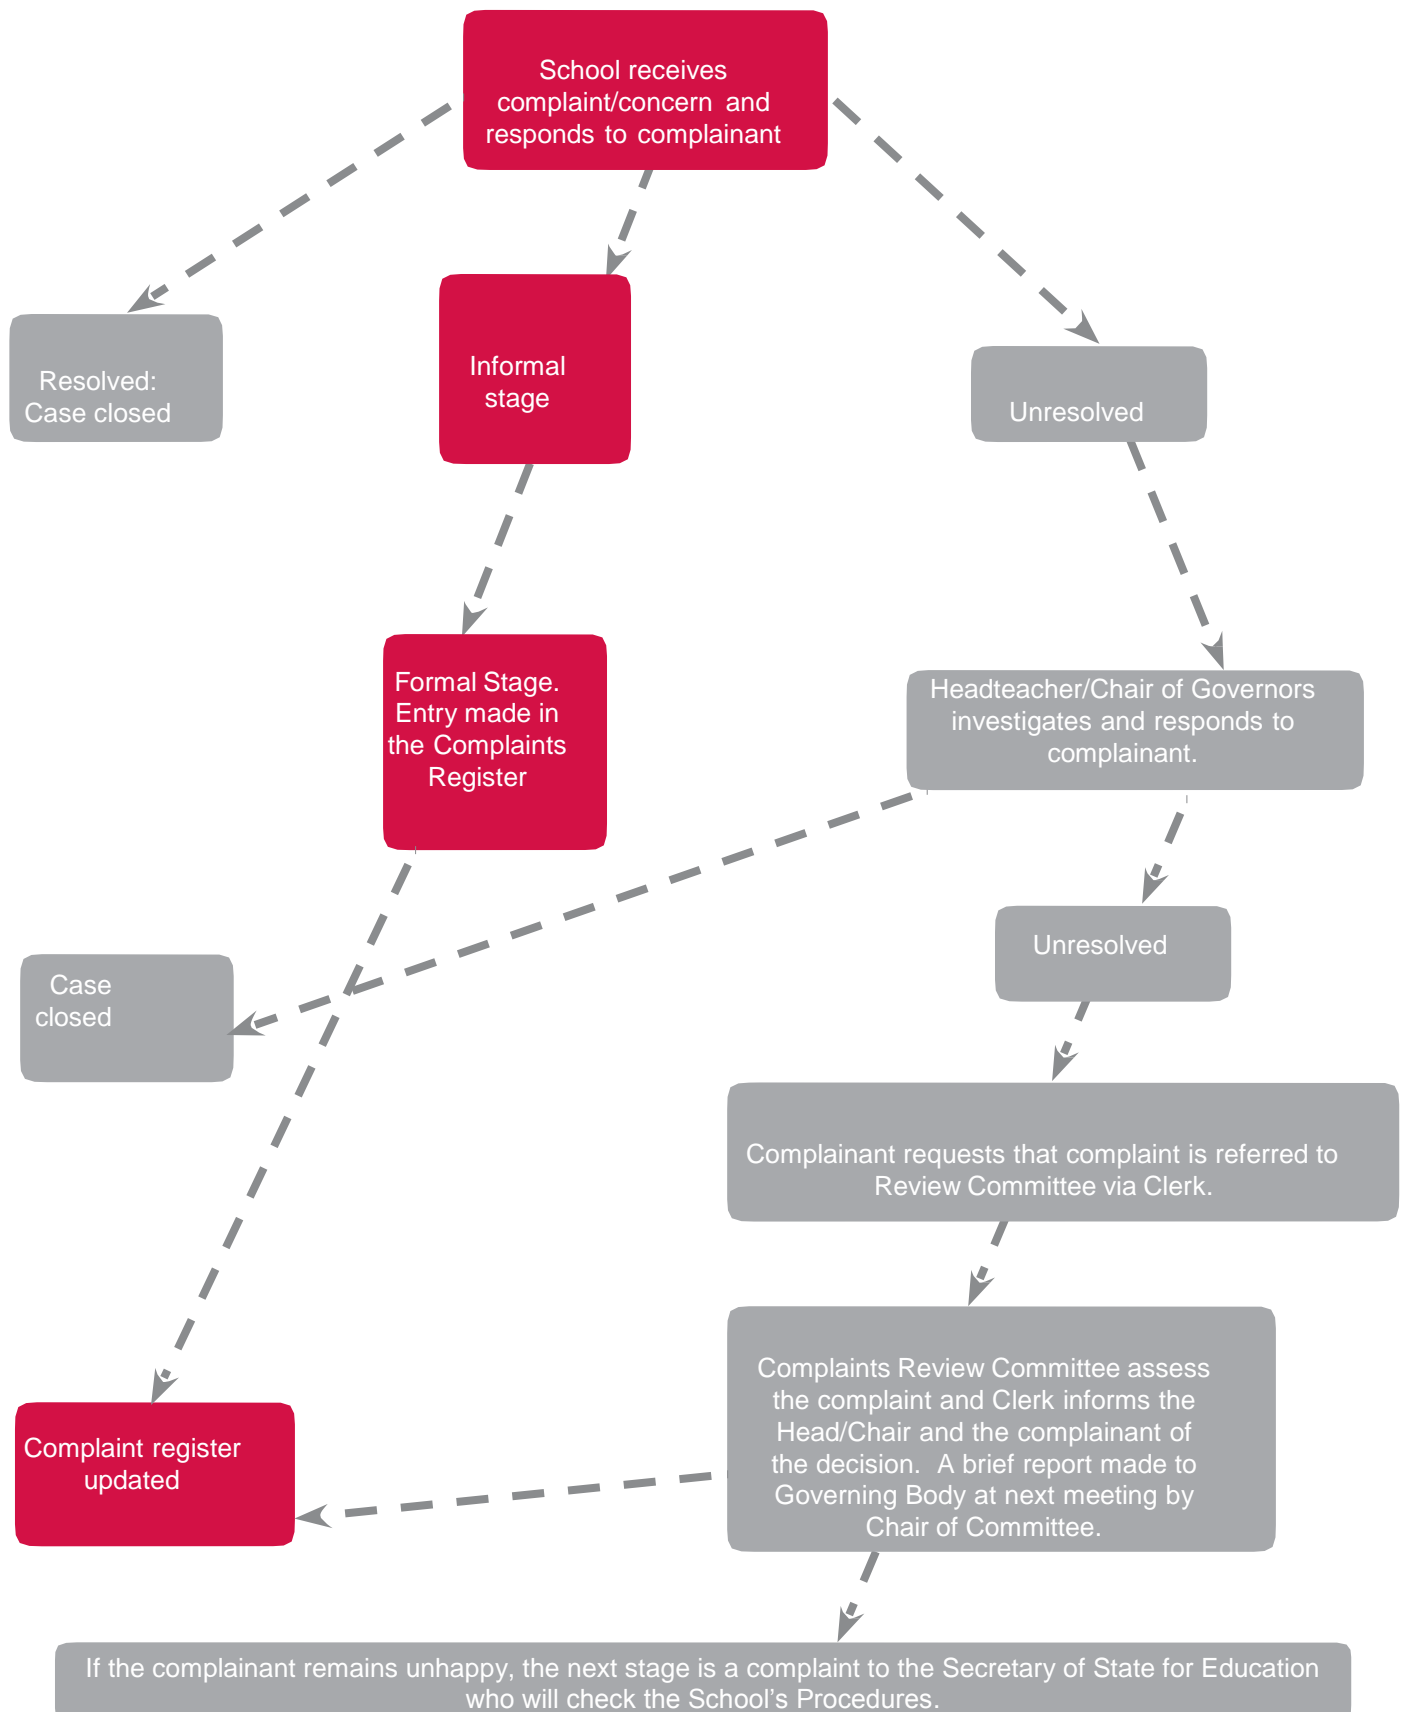 School receives
complaint/concern and
responds to complainant
Resolved:
Case closed
Informal
stage
Unresolved
Formal Stage.
Entry made in
the Complaints
Register
Headteacher/Chair of Governors
investigates and responds to
complainant.
Case
closed
Unresolved
Complainant requests that complaint is referred to
Review Committee via Clerk.
Complaints Review Committee assess
the complaint and Clerk informs the
Head/Chair and the complainant of
the decision. A brief report made to
Governing Body at next meeting by
Chair of Committee.
Complaint register
updated
If the complainant remains unhappy, the next stage is a complaint to the Secretary of State for Education
who will check the School’s Procedures.